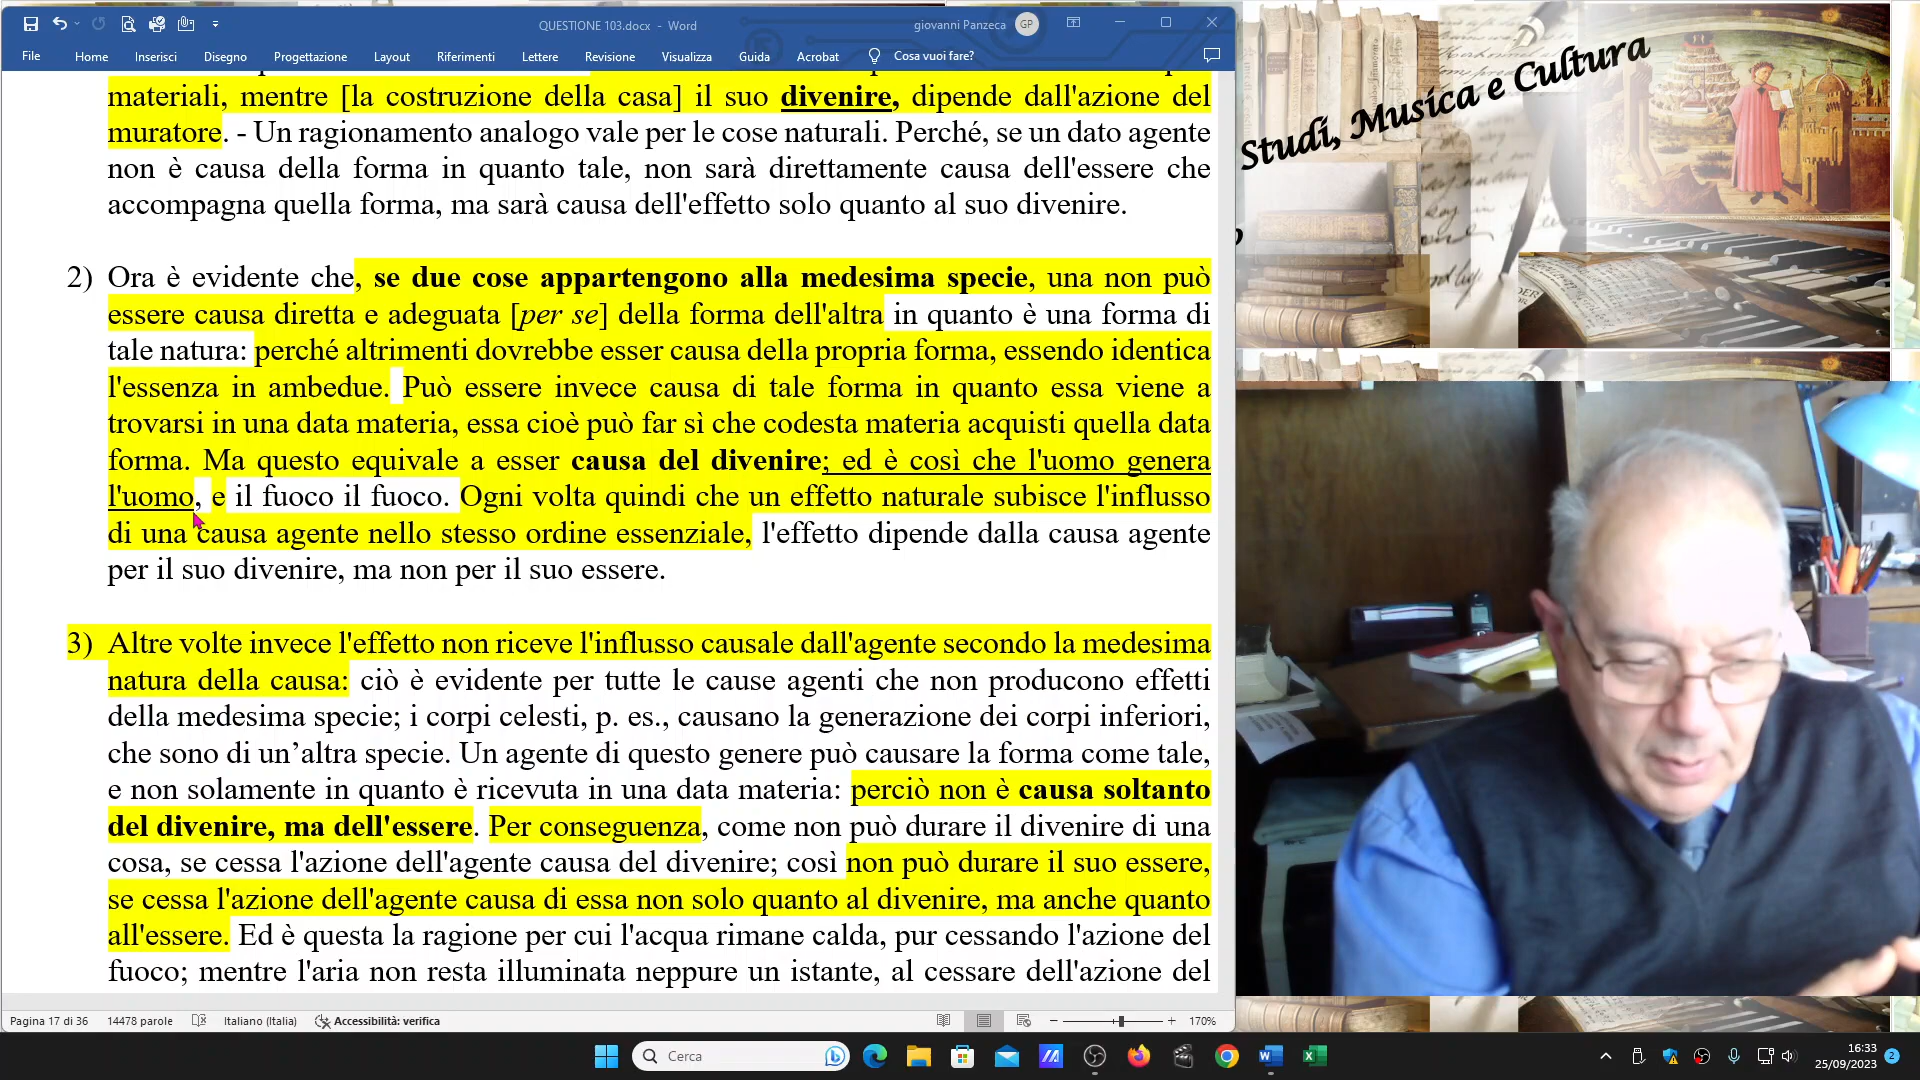 QUESTIONE 103.docx - Word
giovanni Panzeca
GP
File
Home
Inserisci
Disegno
Progettazione
Layout
Riferimenti
Lettere
Revisione
Visualizza
Guida
Acrobat
Cosa vuoi fare?
materiali, mentre [la costruzione della casa] il suo divenire, dipende dall'azione del
muratore. - Un ragionamento analogo vale per le cose naturali. Perché, se un dato agente
non è causa della forma in quanto tale, non sarà direttamente causa dell'essere che
accompagna quella forma, ma sarà causa dell'effetto solo quanto al suo divenire.
2) Ora è evidente che, se due cose appartengono alla medesima specie, una non può
essere causa diretta e adeguata [per se] della forma dell'altra in quanto è una forma di
tale natura: perché altrimenti dovrebbe esser causa della propria forma, essendo identica
l'essenza in ambedue. Può essere invece causa di tale forma in quanto essa viene a
trovarsi in una data materia, essa cioè può far sì che codesta materia acquisti quella data
forma. Ma questo equivale a esser causa del divenire; ed è così che l'uomo genera
l'uomo, e il fuoco il fuoco. Ogni volta quindi che un effetto naturale subisce l'influsso
di una causa agente nello stesso ordine essenziale, l'effetto dipende dalla causa agente
per il suo divenire, ma non per il suo essere.
3) Altre volte invece l'effetto non riceve l'influsso causale dall'agente secondo la medesima
natura della causa: ciò è evidente per tutte le cause agenti che non producono effetti
della medesima specie; i corpi celesti, p. es., causano la generazione dei corpi inferiori,
che sono di un’altra specie. Un agente di questo genere può causare la forma come tale,
e non solamente in quanto è ricevuta in una data materia: perciò non è causa soltanto
del divenire, ma dell'essere. Per conseguenza, come non può durare il divenire di una
cosa, se cessa l'azione dell'agente causa del divenire; così non può durare il suo essere,
se cessa l'azione dell'agente causa di essa non solo quanto al divenire, ma anche quanto
all'essere. Ed è questa la ragione per cui l'acqua rimane calda, pur cessando l'azione del
fuoco; mentre l'aria non resta illuminata neppure un istante, al cessare dell'azione del
Pagina 17 di 36
14478 parole
Italiano (Italia)
Accessibilità: verifica
170%
Studi, Musica e Cultura
Cerca
16:33
25/09/2023
2